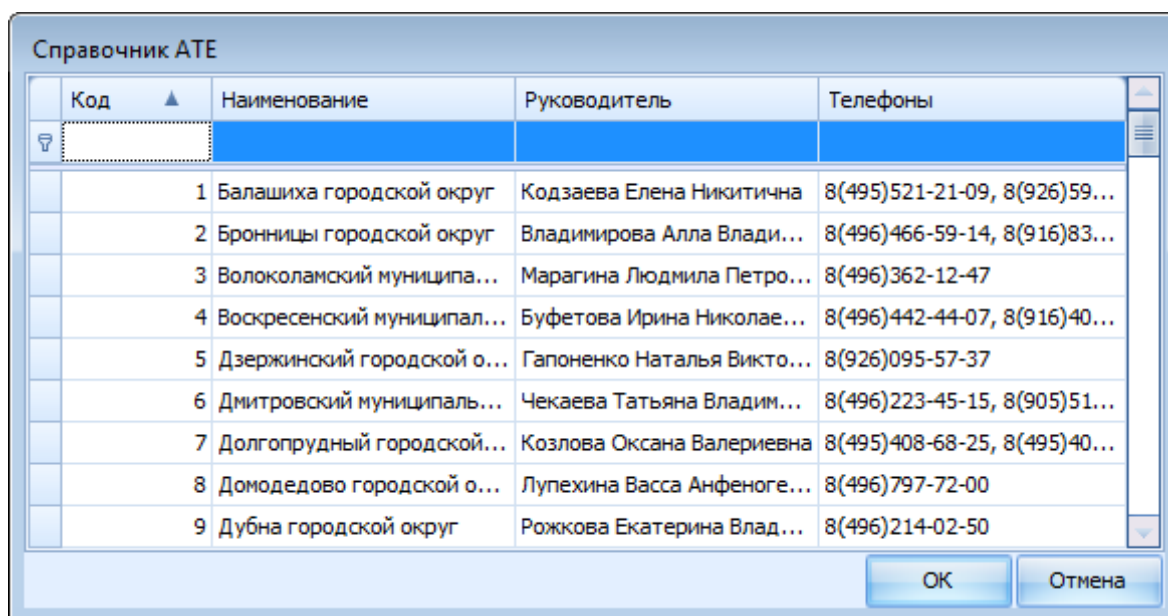 Справочник АТЕ
Код Наименование Руководитель Телефоны
1 Балашиха городской округ Кодзаева Елена Никитична 8(495)521-21-09, 8(926)59...
2 Бронницы городской округ Владимирова Алла Влади... 8(496)466-59-14, 8(916)83...
3 Волоколамский муниципа... Марагина Людмила Петро... 8(496)362-12-47
4 Воскресенский муниципал... Буфетова Ирина Николае... 8(496)442-44-07, 8(916)40...
5 Дзержинский городской о... Гапоненко Наталья Викто... 8(926)095-57-37
6 Дмитровский муниципаль... Чекаева Татьяна Владим... 8(496)223-45-15, 8(905)51...
7 Долгопрудный городской... Козлова Оксана Валериевна 8(495)408-68-25, 8(495)40...
8 Домодедово городской о... Лупехина Васса Анфеноге... 8(496)797-72-00
9 Дубна городской округ Рожкова Екатерина Влад... 8(496)214-02-50
ОК Отмена